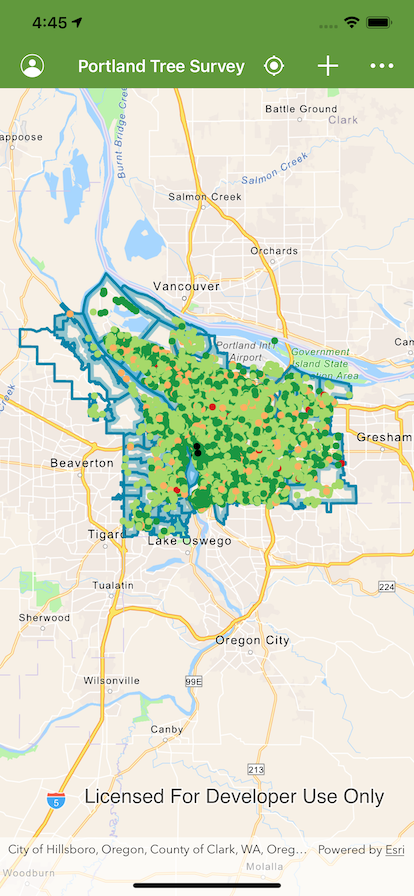 4:45
Portland Tree Survey
Battle Ground
Clark
appoose
Burnt Bridge Cree
Salmon Creek
Salmon Creek
Orchards
Vancouver
Portland Int'l
Airport
Government
Island State
ation Area
Cam
Creek
Gresham
Beaverton
Tigard
Lake Oswego
Tualatin
224
Sherwood
Oregon City
Wilsonville
99E
Canby
213
5
Licensed For Developer Use Only
City of Hillsboro, Oregon, County of Clark, WA, Oreg...
Powered by Esri
Molalla
Woodburn